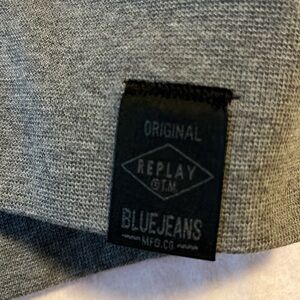 ORIGINAL
REPLAY
® T.M.
BLUEJEANS
MFG.CO